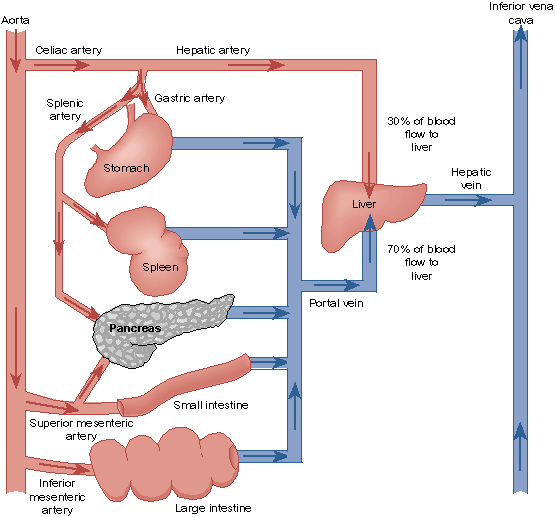 Aorta
Celiac artery
Hepatic artery
Inferior vena
cava
Splenic
artery
Gastric artery
Stomach
30% of blood
flow to
liver
Hepatic
vein
Liver
Spleen
70% of blood
flow to
liver
Portal vein
Pancreas
Small intestine
Superior mesenteric
artery
Inferior
mesenteric
artery
Large intestine